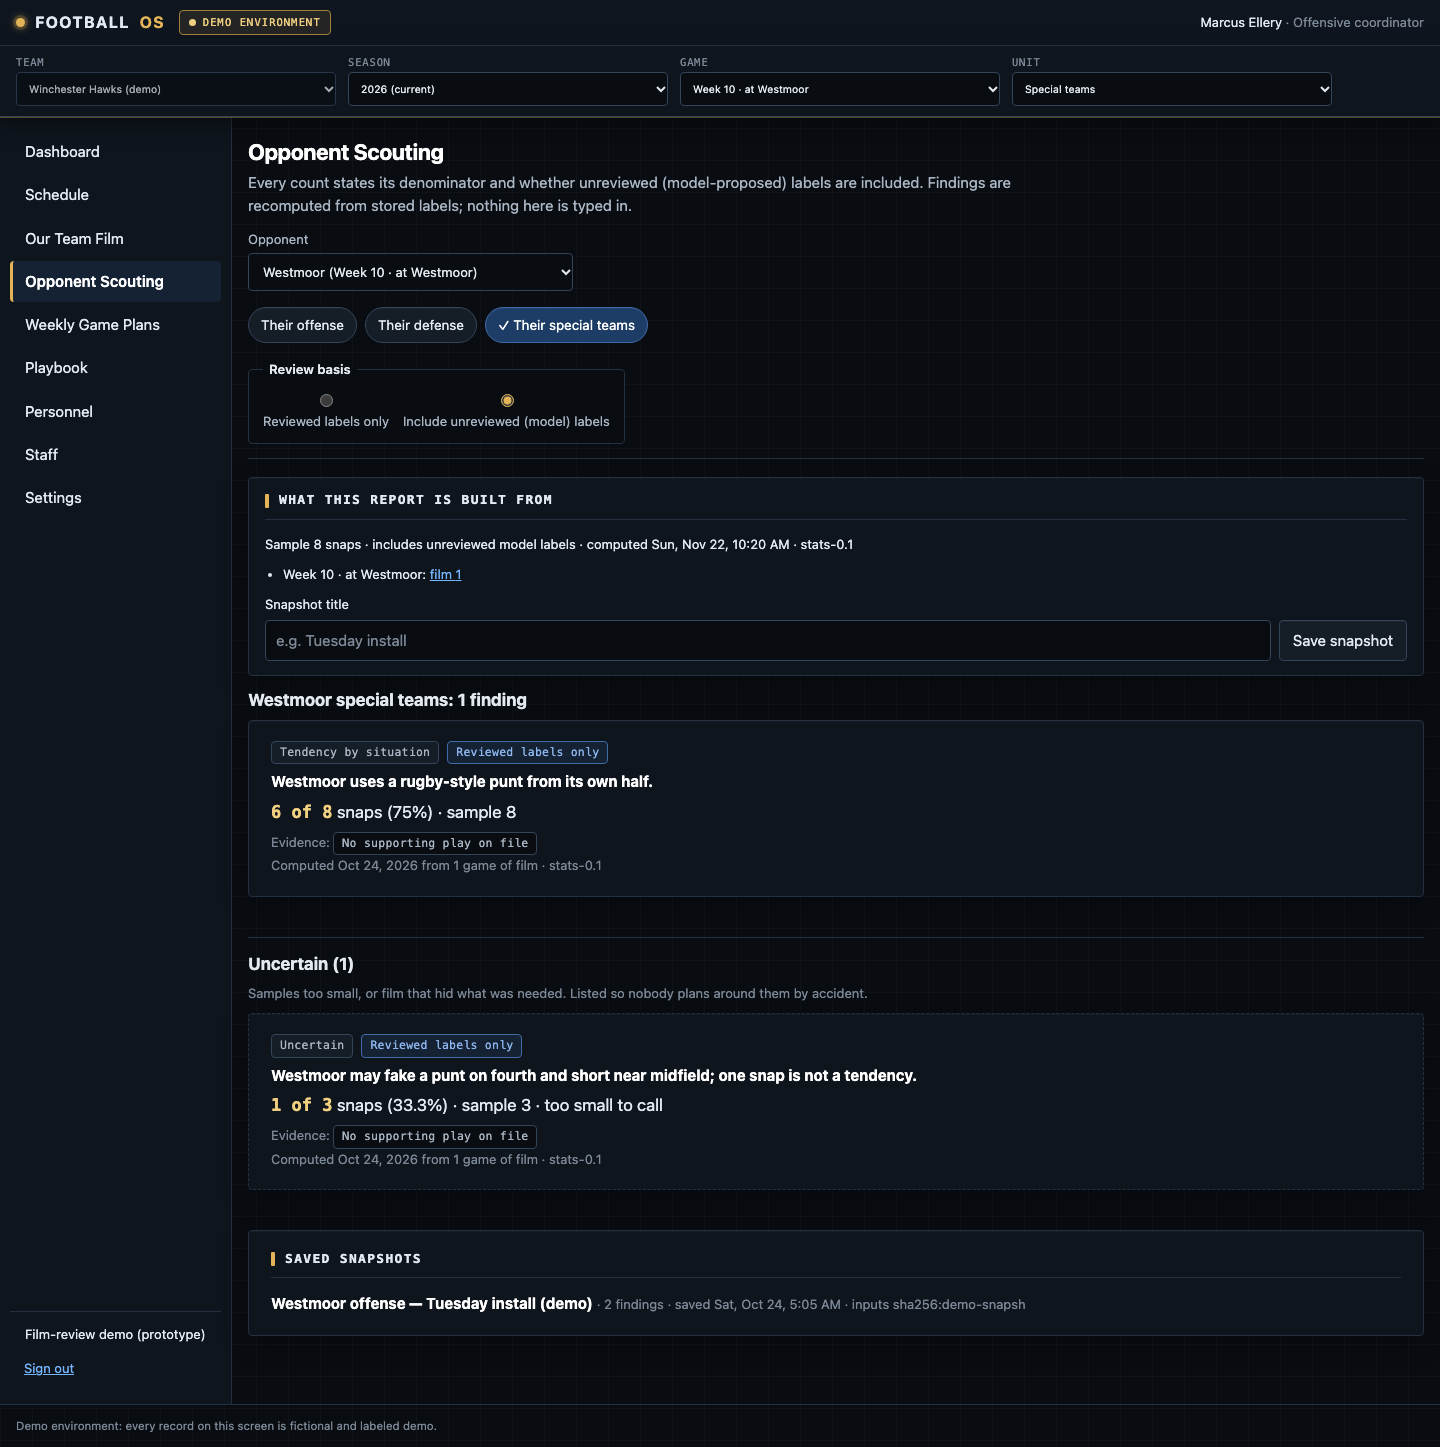 FOOTBALL OS
DEMO ENVIRONMENT
Marcus Ellery · Offensive coordinator
TEAM
Winchester Hawks (demo)
SEASON
2026 (current)
GAME
Week 10 · at Westmoor
UNIT
Special teams
Dashboard
Schedule
Our Team Film
Opponent Scouting
Weekly Game Plans
Playbook
Personnel
Staff
Settings
Film-review demo (prototype)
Sign out
Opponent Scouting
Every count states its denominator and whether unreviewed (model-proposed) labels are included. Findings are
recomputed from stored labels; nothing here is typed in.
Opponent
Westmoor (Week 10 · at Westmoor)
Their offense
Their defense
✓ Their special teams
Review basis
Reviewed labels only
Include unreviewed (model) labels
WHAT THIS REPORT IS BUILT FROM
Sample 8 snaps · includes unreviewed model labels · computed Sun, Nov 22, 10:20 AM · stats-0.1
• Week 10 · at Westmoor: film 1
Snapshot title
e.g. Tuesday install
Save snapshot
Westmoor special teams: 1 finding
Tendency by situation
Reviewed labels only
Westmoor uses a rugby-style punt from its own half.
6 of 8 snaps (75%) · sample 8
Evidence: No supporting play on file
Computed Oct 24, 2026 from 1 game of film · stats-0.1
Uncertain (1)
Samples too small, or film that hid what was needed. Listed so nobody plans around them by accident.
Uncertain
Reviewed labels only
Westmoor may fake a punt on fourth and short near midfield; one snap is not a tendency.
1 of 3 snaps (33.3%) · sample 3 · too small to call
Evidence: No supporting play on file
Computed Oct 24, 2026 from 1 game of film · stats-0.1
SAVED SNAPSHOTS
Westmoor offense — Tuesday install (demo) · 2 findings · saved Sat, Oct 24, 5:05 AM · inputs sha256:demo-snapsh
Demo environment: every record on this screen is fictional and labeled demo.